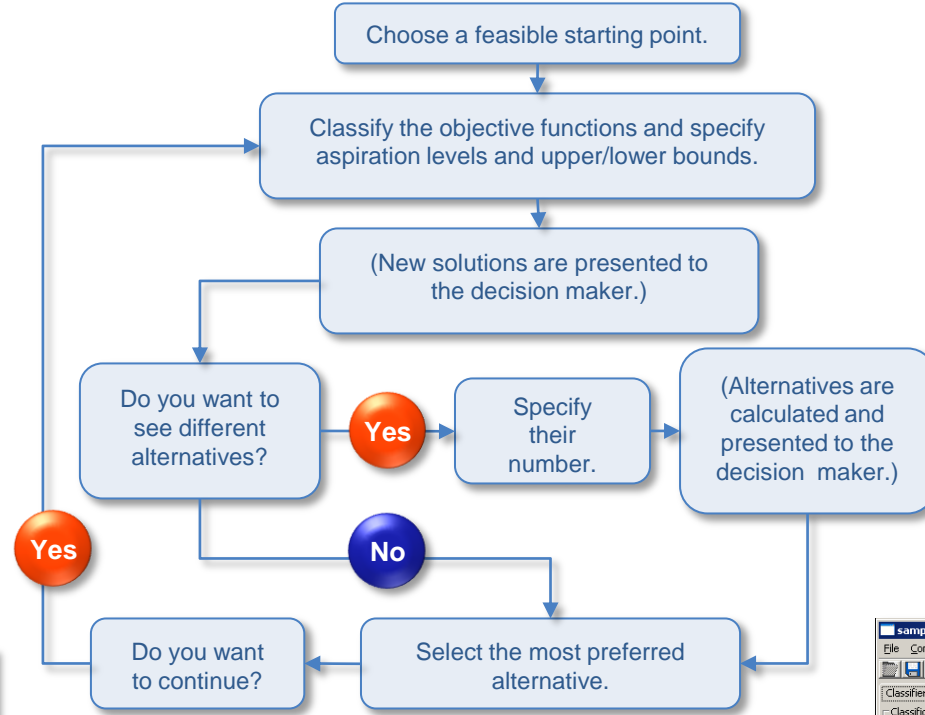 Choose a feasible starting point.
Classify the objective functions and specify
aspiration levels and upper/lower bounds.
(New solutions are presented to
the decision maker.)
Do you want to
see different
alternatives?
Yes
Specify
their
number.
(Alternatives are
calculated and
presented to the
decision maker.)
Yes
No
Do you want
to continue?
Select the most preferred
alternative.
samp
File Con
Classifier
Classific